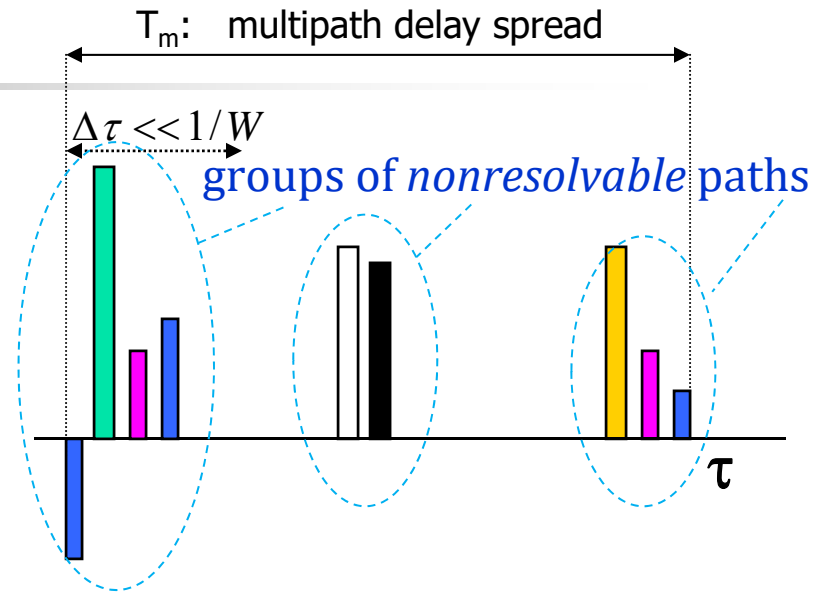 Tm: multipath delay spread
Δτ << 1/W
groups of nonresolvable paths
τ